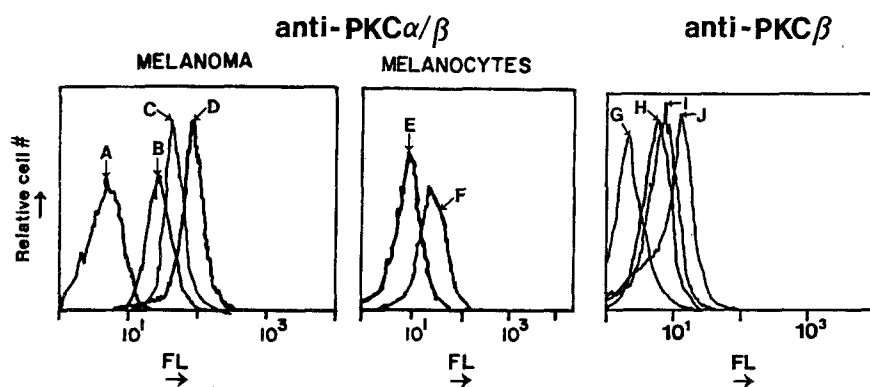 anti-PKCα/β
anti-PKCβ
MELANOMA
MELANOCYTES
A
B
C
D
E
F
G
H
I
J
Relative cell # →
10¹
10³
10¹
10³
10¹
10³
FL
→
FL
→
FL
→